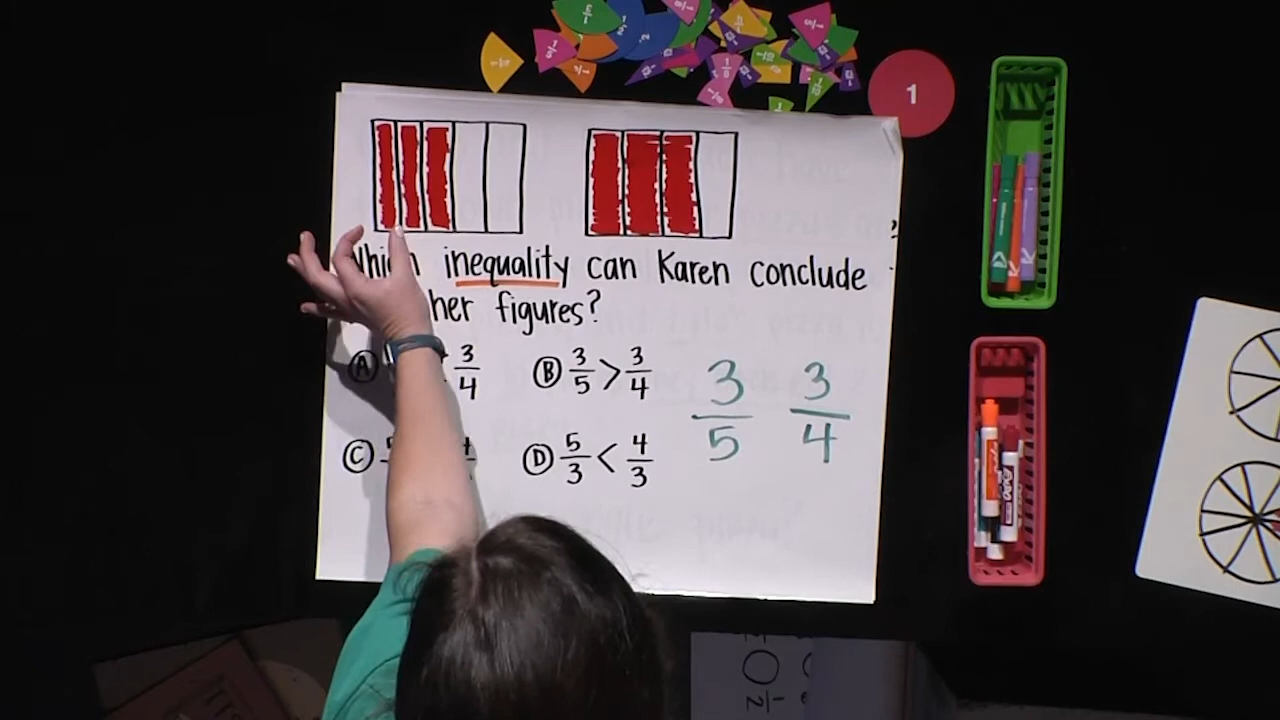 1
Which inequality can Karen conclude
her figures?
A 3/4 B 3/5 > 3/4
3/5 3/4
C D 5/3 < 4/3